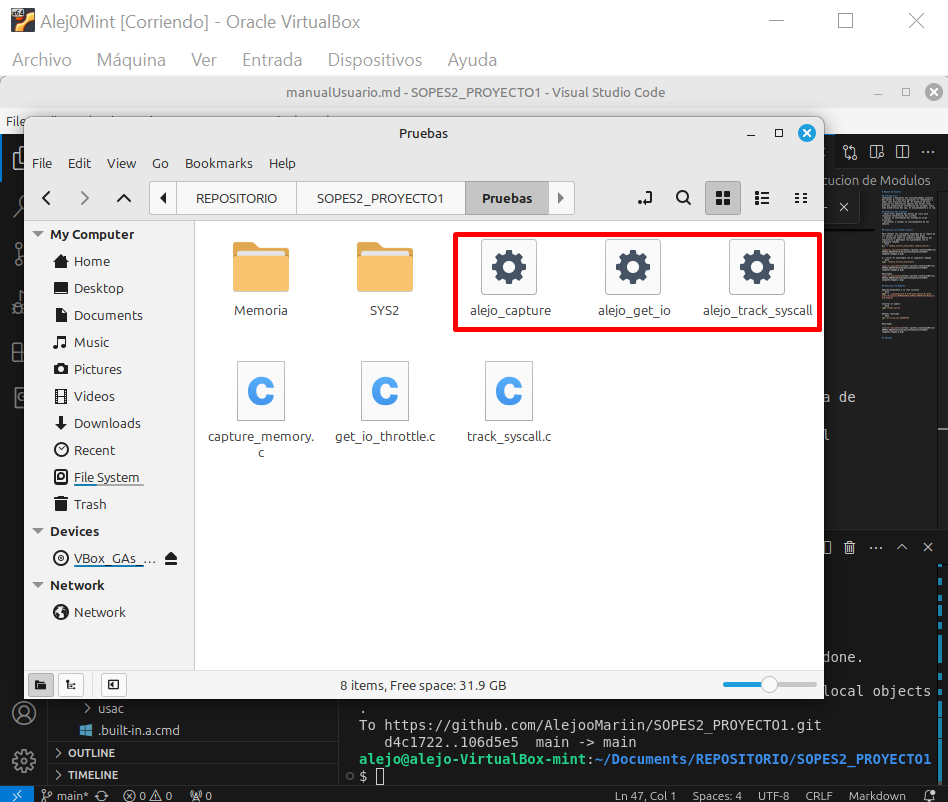 Alej0Mint [Corriendo] - Oracle VirtualBox
Archivo Máquina Ver Entrada Dispositivos Ayuda
manualUsuario.md - SOPES2_PROYECTO1 - Visual Studio Code
File
Pruebas
File Edit View Go Bookmarks Help
REPOSITORIO SOPES2_PROYECTO1 Pruebas
cucion de Modulos
My Computer
Home
Desktop
Documents
Music
Pictures
Videos
Downloads
Recent
File System
Trash
Devices
VBox_GAs_...
Network
Network
Memoria SYS2 alejo_capture alejo_get_io alejo_track_syscall
capture_memory.
c
get_io_throttle.c track_syscall.c
a de
l
8 items, Free space: 31.9 GB
done.
local objects
.
To https://github.com/AlejooMariin/SOPES2_PROYECTO1.git
d4c1722..106d5e5 main -> main
alejo@alejo-VirtualBox-mint:~/Documents/REPOSITORIO/SOPES2_PROYECTO1
$
usac
.built-in.a.cmd
OUTLINE
TIMELINE
main* 0 0 0 Ln 47, Col 1 Spaces: 4 UTF-8 CRLF Markdown